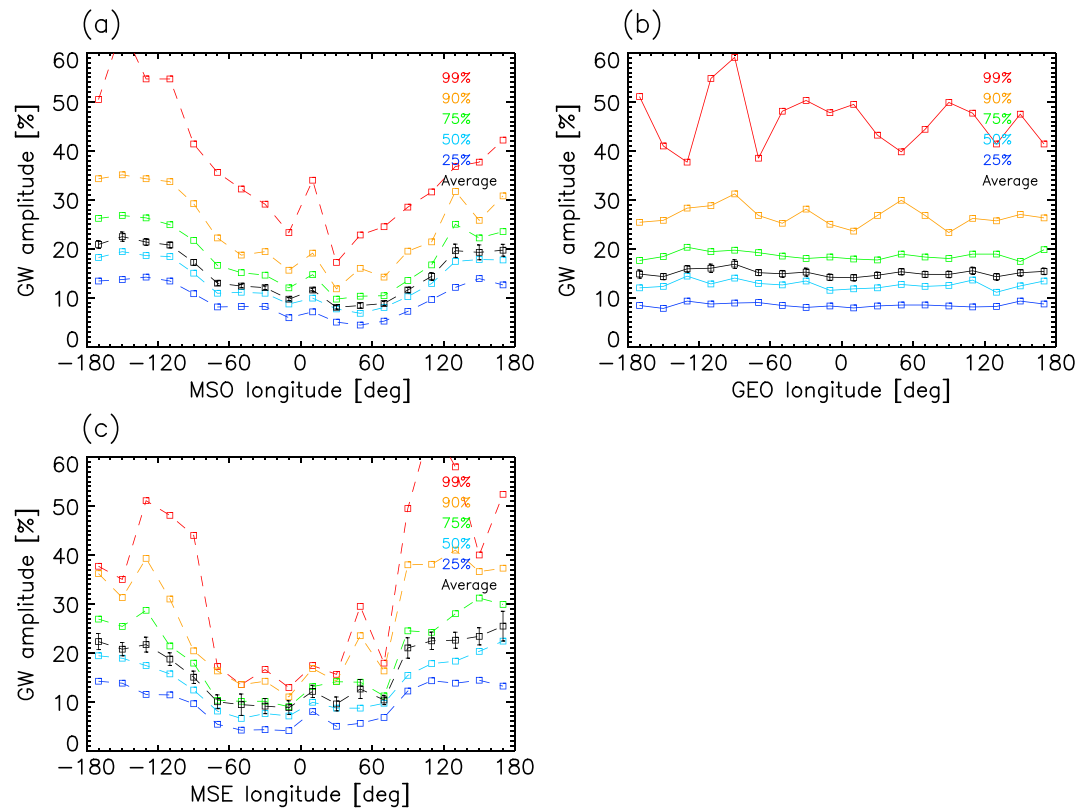 (a)
60
50
40
30
20
10
0
GW amplitude [%]
99%
90%
75%
50%
25%
Average
-180 -120 -60 0 60 120 180
MSO longitude [deg]
(b)
60
50
40
30
20
10
0
GW amplitude [%]
99%
90%
75%
50%
25%
Average
-180 -120 -60 0 60 120 180
GEO longitude [deg]
(c)
60
50
40
30
20
10
0
GW amplitude [%]
99%
90%
75%
50%
25%
Average
-180 -120 -60 0 60 120 180
MSE longitude [deg]